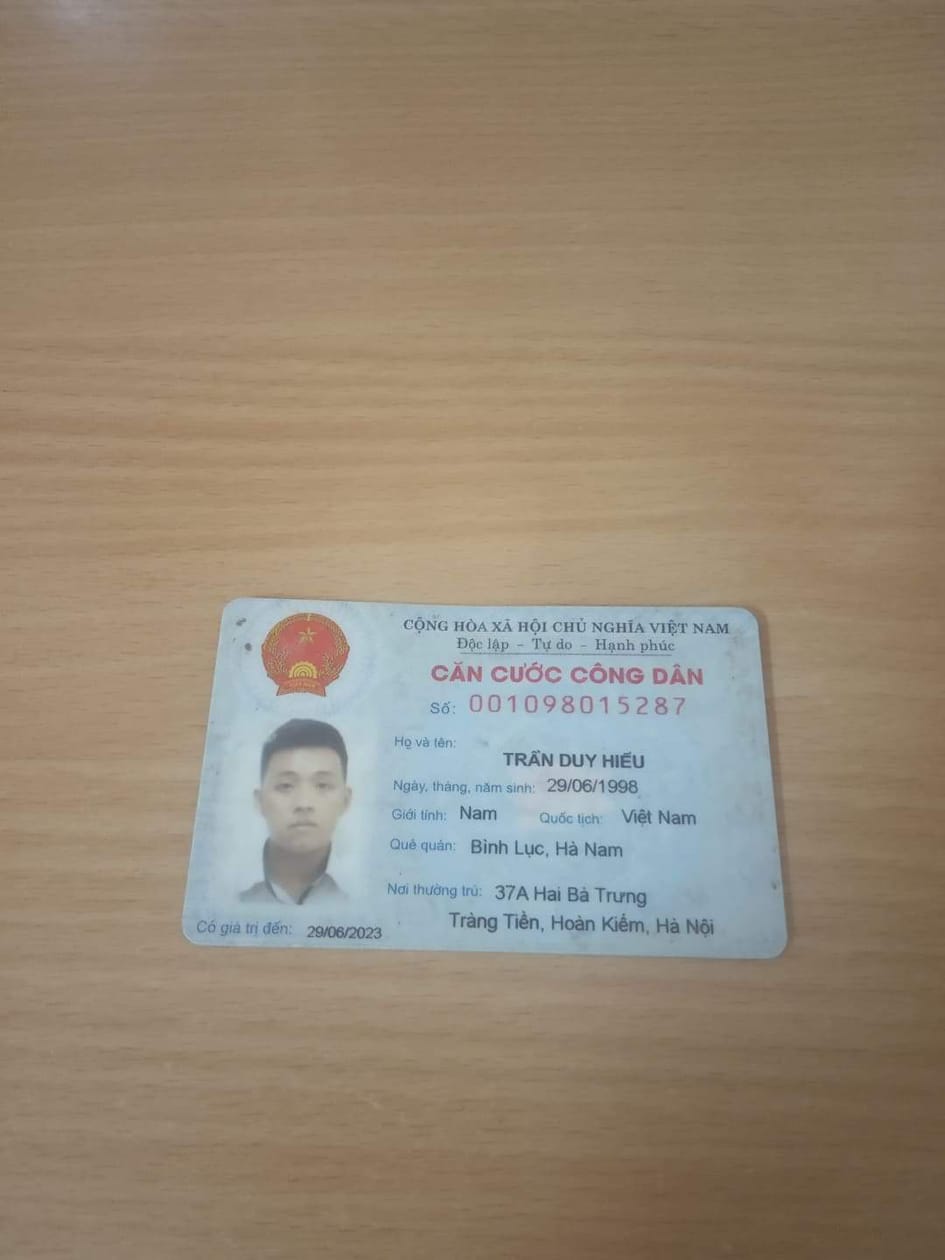 CỘNG HÒA XÃ HỘI CHỦ NGHĨA VIỆT NAM
Độc lập - Tự do - Hạnh phúc
CĂN CƯỚC CÔNG DÂN
Số: 001098015287
Họ và tên:
TRẦN DUY HIẾU
Ngày, tháng, năm sinh: 29/06/1998
Giới tính: Nam Quốc tịch: Việt Nam
Quê quán: Bình Lục, Hà Nam
Nơi thường trú: 37A Hai Bà Trưng
Tràng Tiền, Hoàn Kiếm, Hà Nội
Có giá trị đến: 29/06/2023